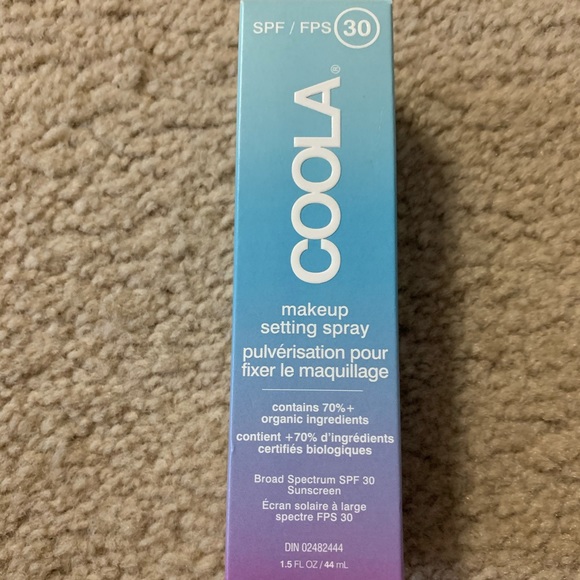 SPF / FPS 30
COOLA®
makeup
setting spray
pulvérisation pour
fixer le maquillage
contains 70%+
organic ingredients
contient +70% d'ingrédients
certifiés biologiques
Broad Spectrum SPF 30
Sunscreen
Écran solaire à large
spectre FPS 30
DIN 02482444
1.5 FL OZ / 44 mL